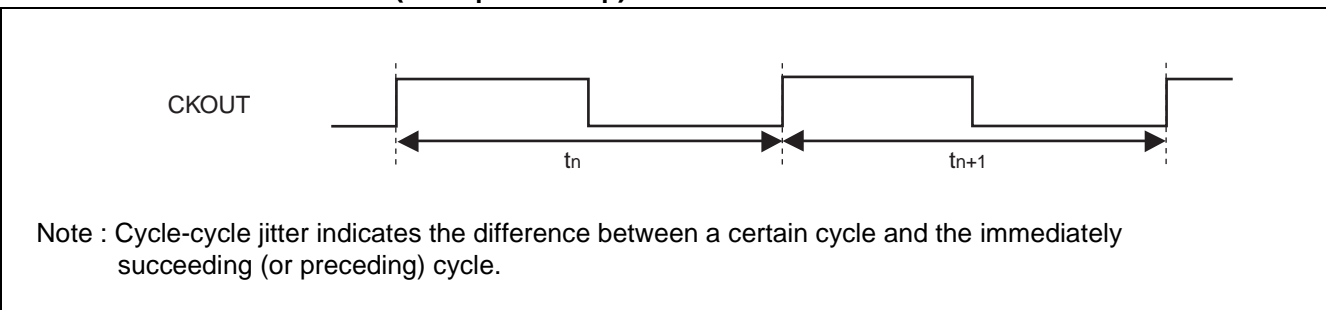 CKOUT
tn
tn+1
Note : Cycle-cycle jitter indicates the difference between a certain cycle and the immediately
succeeding (or preceding) cycle.